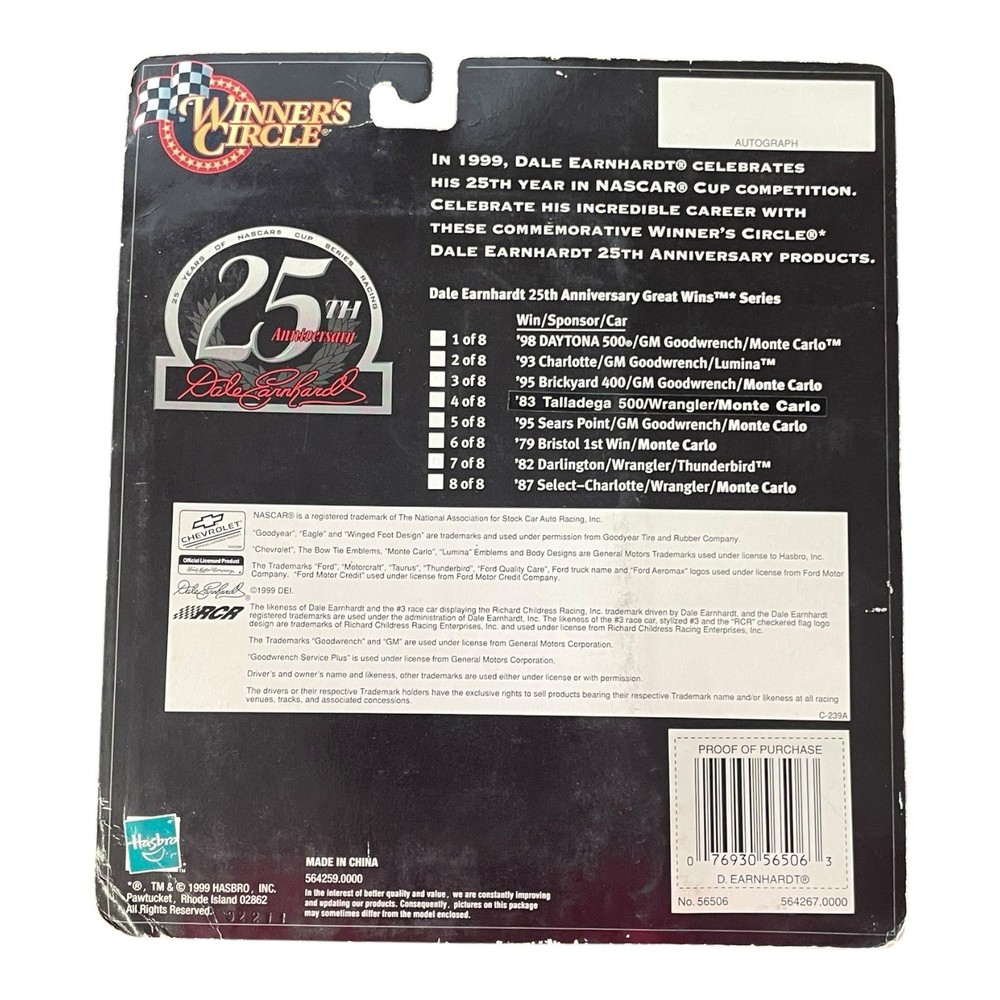 WINNER'S
CIRCLE®
AUTOGRAPH
IN 1999, DALE EARNHARDT® CELEBRATES
HIS 25TH YEAR IN NASCAR® CUP COMPETITION.
CELEBRATE HIS INCREDIBLE CAREER WITH
THESE COMMEMORATIVE WINNER'S CIRCLE®*
DALE EARNHARDT 25TH ANNIVERSARY PRODUCTS.
25 YEARS OF NASCAR® CUP SERIES RACING
25TH
Anniversary
Dale Earnhardt
Dale Earnhardt 25th Anniversary Great Wins™* Series
Win/Sponsor/Car
1 of 8 '98 DAYTONA 500®/GM Goodwrench/Monte Carlo™
2 of 8 '93 Charlotte/GM Goodwrench/Lumina™
3 of 8 '95 Brickyard 400/GM Goodwrench/Monte Carlo
4 of 8 '83 Talladega 500/Wrangler/Monte Carlo
5 of 8 '95 Sears Point/GM Goodwrench/Monte Carlo
6 of 8 '79 Bristol 1st Win/Monte Carlo
7 of 8 '82 Darlington/Wrangler/Thunderbird™
8 of 8 '87 Select–Charlotte/Wrangler/Monte Carlo
CHEVROLET
NASCAR® is a registered trademark of The National Association for Stock Car Auto Racing, Inc.
"Goodyear", "Eagle" and "Winged Foot Design" are trademarks and used under permission from Goodyear Tire and Rubber Company.
"Chevrolet", The Bow Tie Emblems, "Monte Carlo", "Lumina" Emblems and Body Designs are General Motors Trademarks used under license to Hasbro, Inc.
Official Licensed Product
The Trademarks "Ford", "Motorcraft", "Taurus", "Thunderbird", "Ford Quality Care", Ford truck name and "Ford Aeromax" logos used under license from Ford Motor
Company. "Ford Motor Credit" used under license from Ford Motor Credit Company.
Dale Earnhardt® ©1999 DEI.
RCR
The likeness of Dale Earnhardt and the #3 race car displaying the Richard Childress Racing, Inc. trademark driven by Dale Earnhardt, and the Dale Earnhardt
registered trademarks are used under the administration of Dale Earnhardt, Inc. The likeness of the #3 race car, stylized #3 and the "RCR" checkered flag logo
design are trademarks of Richard Childress Racing Enterprises, Inc. and used under license from Richard Childress Racing Enterprises, Inc.
The Trademarks "Goodwrench" and "GM" are used under license from General Motors Corporation.
"Goodwrench Service Plus" is used under license from General Motors Corporation.
Driver's and owner's name and likeness, other trademarks are used either under license or with permission.
The drivers or their respective Trademark holders have the exclusive rights to sell products bearing their respective Trademark name and/or likeness at all racing
venues, tracks, and associated concessions.
C-239A
PROOF OF PURCHASE
0 76930 56506 3
D. EARNHARDT®
No. 56506 564267.0000
Hasbro
*®, TM & © 1999 HASBRO, INC.
Pawtucket, Rhode Island 02862
All Rights Reserved.
MADE IN CHINA
564259.0000
In the interest of better quality and value, we are constantly improving
and updating our products. Consequently, pictures on this package
may sometimes differ from the model enclosed.